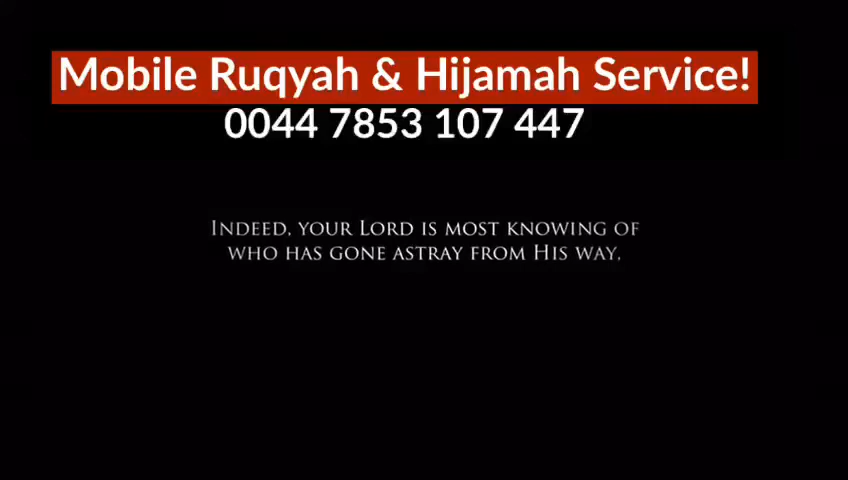 Mobile Ruqyah & Hijamah Service!
0044 7853 107 447
Indeed, your Lord is most knowing of
who has gone astray from His way,